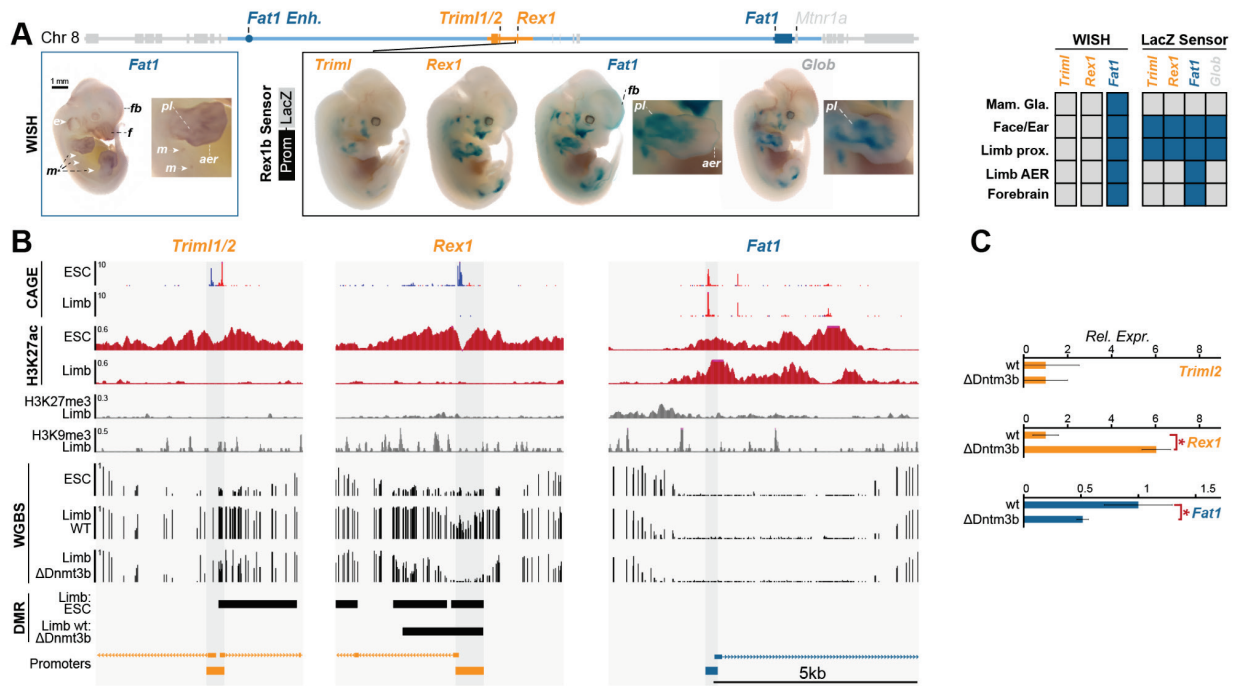 A
Chr 8
Fat1 Enh.
Triml1/2
Rex1
Fat1
Mtnr1a
WISH
Fat1
1 mm
fb
e
f
m
pl
m
m
aer
Rex1b Sensor
Prom LacZ
Triml
Rex1
Fat1
fb
pl
aer
Glob
pl
WISH
LacZ Sensor
Triml
Rex1
Fat1
Triml
Rex1
Fat1
Glob
Mam. Gla.
Face/Ear
Limb prox.
Limb AER
Forebrain
B
Triml1/2
Rex1
Fat1
CAGE
ESC
10
Limb
10
H3K27ac
ESC
0.6
Limb
0.6
H3K27me3
Limb
0.3
H3K9me3
Limb
0.5
WGBS
ESC
1
Limb
WT
1
Limb
ΔDnmt3b
1
DMR
Limb:
ESC
Limb wt:
ΔDnmt3b
Promoters
5kb
C
Rel. Expr.
0 2 4 6 8
wt
ΔDntm3b
Triml2
0 2 4 6 8
wt
ΔDntm3b
* Rex1
0 0.5 1 1.5
wt
ΔDntm3b
* Fat1